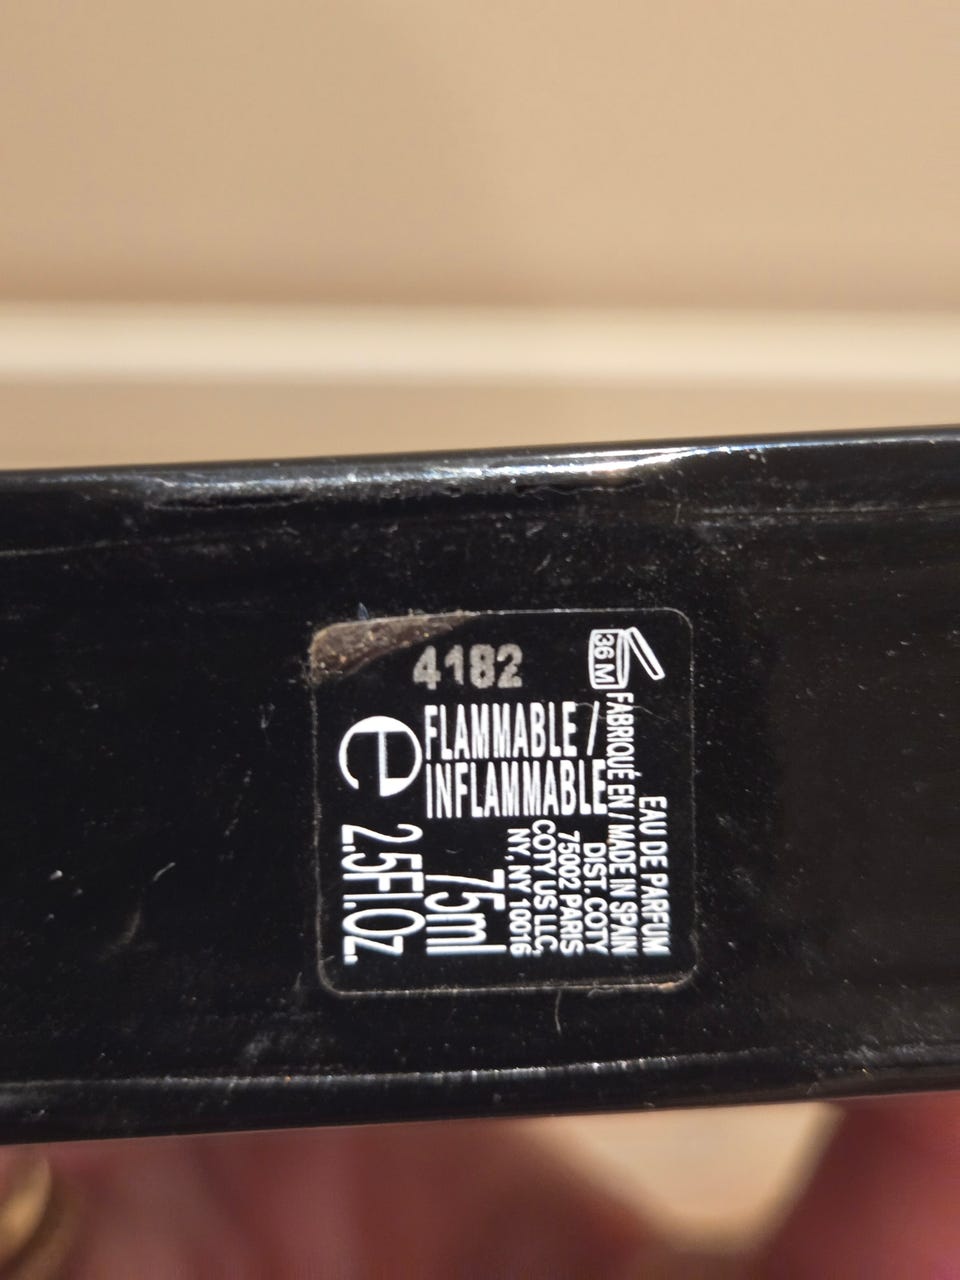 4182
FLAMMABLE /
INFLAMMABLE
36 M
EAU DE PARFUM
FABRIQUÉ EN / MADE IN SPAIN
DIST. COTY
75002 PARIS
COTY US LLC,
NY, NY 10016
75ml
e 2.5Fl.Oz.